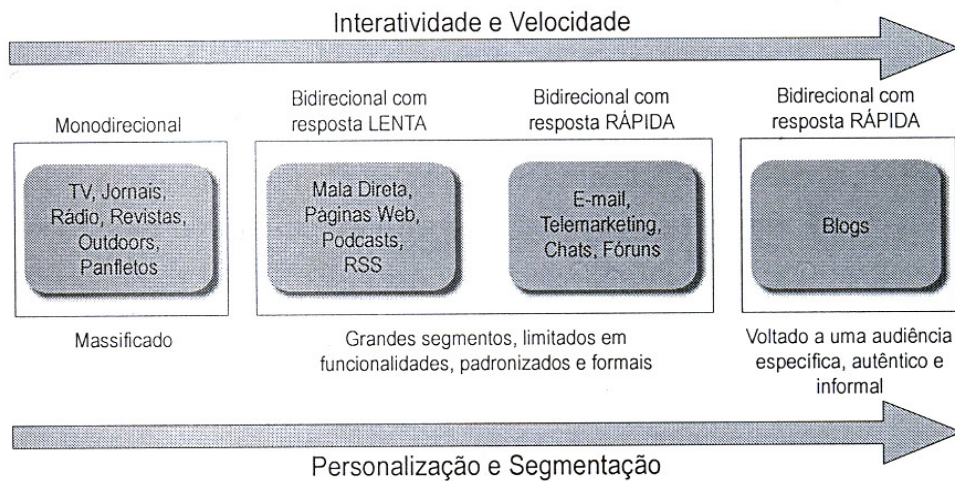 Interatividade e Velocidade
Monodirecional
Bidirecional com
resposta LENTA
Bidirecional com
resposta RÁPIDA
Bidirecional com
resposta RÁPIDA
TV, Jornais,
Rádio, Revistas,
Outdoors,
Panfletos
Mala Direta,
Páginas Web,
Podcasts,
RSS
E-mail,
Telemarketing,
Chats, Fóruns
Blogs
Massificado
Grandes segmentos, limitados em
funcionalidades, padronizados e formais
Voltado a uma audiência
específica, autêntico e
informal
Personalização e Segmentação